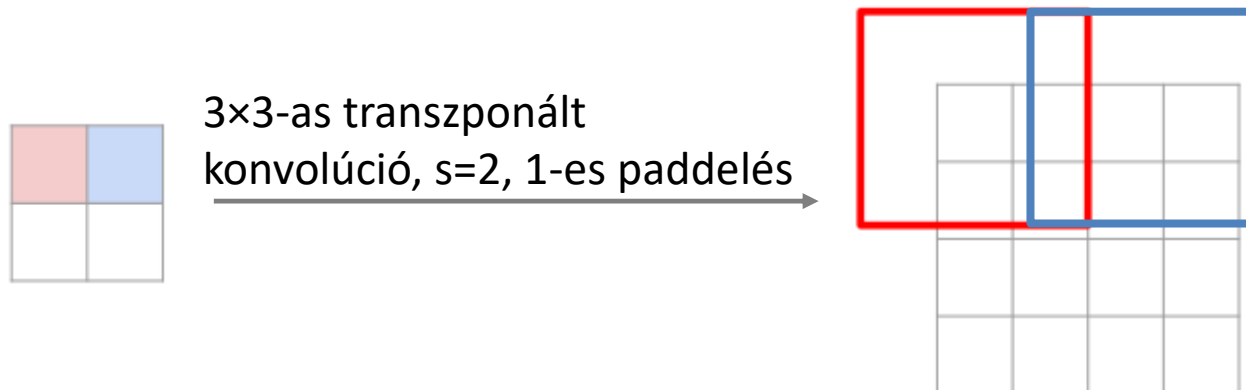 3×3-as transzponált
konvolúció, s=2, 1-es paddelés